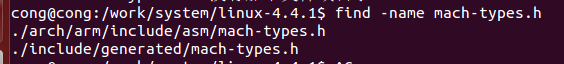 cong@cong:/work/system/linux-4.4.1$ find -name mach-types.h
./arch/arm/include/asm/mach-types.h
./include/generated/mach-types.h